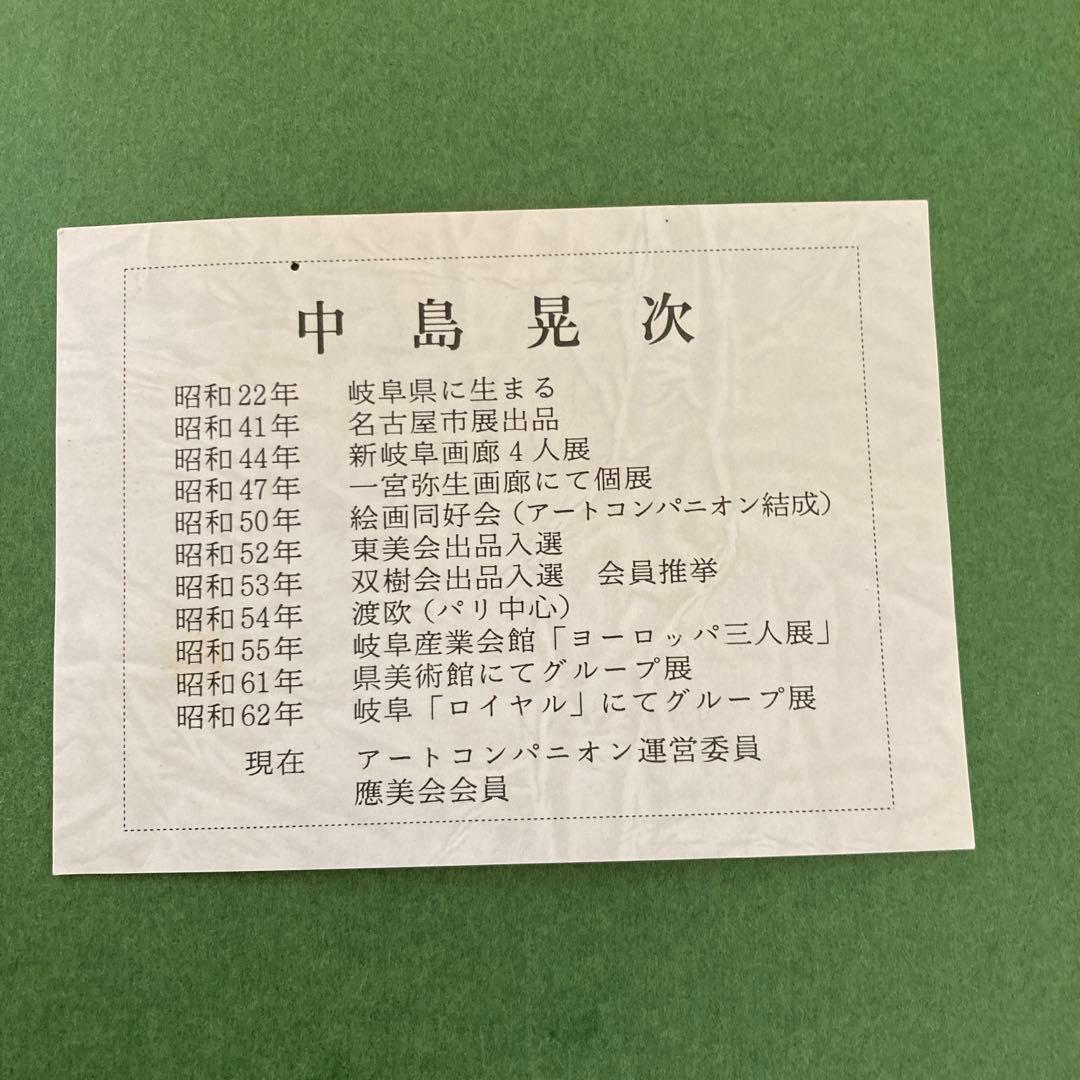 中島晃次
昭和22年 岐阜県に生まる
昭和41年 名古屋市展出品
昭和44年 新岐阜画廊4人展
昭和47年 一宮弥生画廊にて個展
昭和50年 絵画同好会(アートコンパニオン結成)
昭和52年 東美会出品入選
昭和53年 双樹会出品入選 会員推挙
昭和54年 渡欧(パリ中心)
昭和55年 岐阜産業会館「ヨーロッパ三人展」
昭和61年 県美術館にてグループ展
昭和62年 岐阜「ロイヤル」にてグループ展
現在 アートコンパニオン運営委員
應美会会員